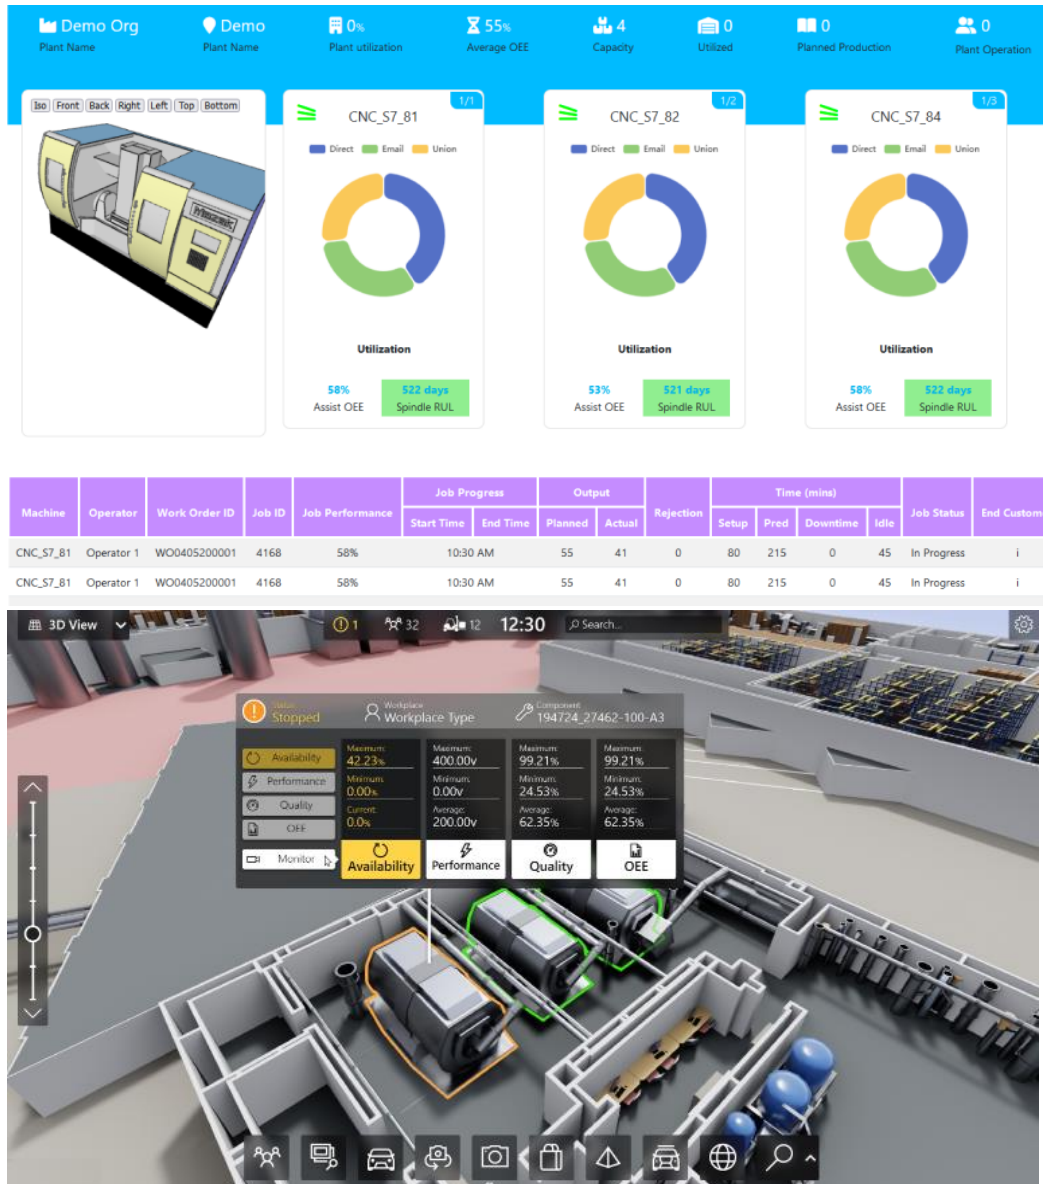 Demo Org
Plant Name
Demo
Plant Name
0%
Plant utilization
55%
Average OEE
4
Capacity
0
Utilized
0
Planned Production
0
Plant Operation
Iso Front Back Right Left Top Bottom
Mazak
1/1
CNC_S7_81
Direct Email Union
Utilization
58%
Assist OEE
522 days
Spindle RUL
1/2
CNC_S7_82
Direct Email Union
Utilization
53%
Assist OEE
521 days
Spindle RUL
1/3
CNC_S7_84
Direct Email Union
Utilization
58%
Assist OEE
522 days
Spindle RUL
Job Progress Output Time (mins)
Machine Operator Work Order ID Job ID Job Performance Rejection Job Status End Custom
Start Time End Time Planned Actual Setup Pred Downtime Idle
CNC_S7_81 Operator 1 WO0405200001 4168 58% 10:30 AM 55 41 0 80 215 0 45 In Progress i
CNC_S7_81 Operator 1 WO0405200001 4168 58% 10:30 AM 55 41 0 80 215 0 45 In Progress i
3D View 1 32 12 12:30 Search...
Status
Stopped
Workplace
Workplace Type
Component
194724_27462-100-A3
Availability
Performance
Quality
OEE
Monitor
Maximum:
42.23%
Minimum:
0.00%
Current:
0.0%
Availability
Maximum:
400.00v
Minimum:
0.00v
Average:
200.00v
Performance
Maximum:
99.21%
Minimum:
24.53%
Average:
62.35%
Quality
Maximum:
99.21%
Minimum:
24.53%
Average:
62.35%
OEE